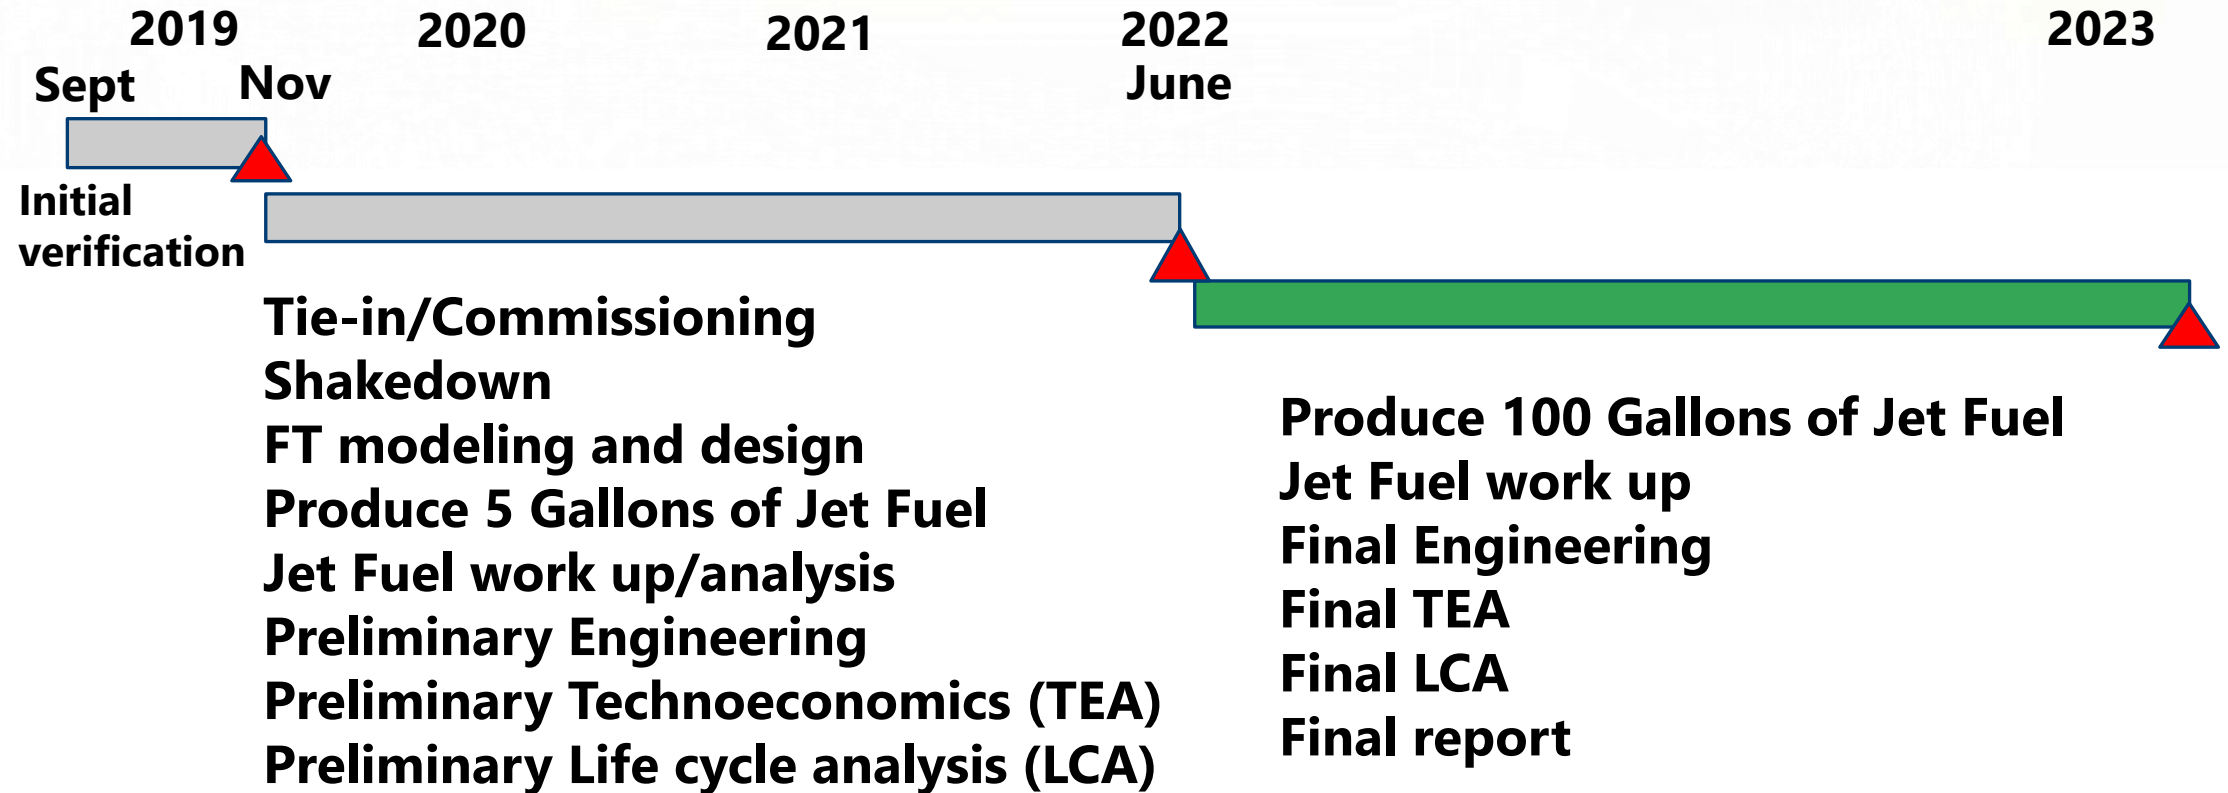 2019
2020
2021
2022
2023
Sept
Nov
June
Initial
verification
Tie-in/Commissioning
Shakedown
FT modeling and design
Produce 5 Gallons of Jet Fuel
Jet Fuel work up/analysis
Preliminary Engineering
Preliminary Technoeconomics (TEA)
Preliminary Life cycle analysis (LCA)
Produce 100 Gallons of Jet Fuel
Jet Fuel work up
Final Engineering
Final TEA
Final LCA
Final report